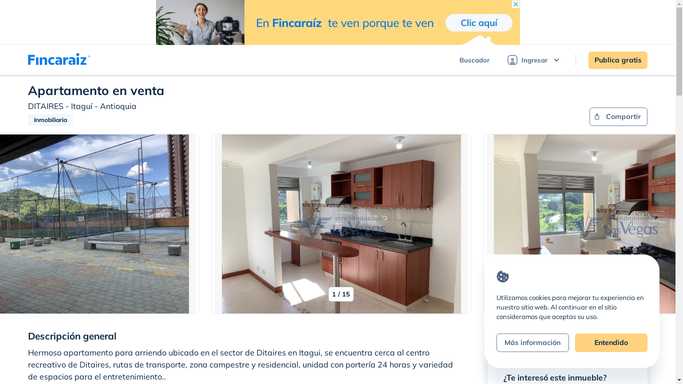 En Fincaraíz te ven porque te ven
Clic aquí
Fincaraíz
Buscador
Ingresar
Publica gratis
Apartamento en venta
DITAIRES - Itaguí - Antioquia
Inmobiliaria
Compartir
Vegas
Vegas
1 / 15
Utilizamos cookies para mejorar tu experiencia en
nuestro sitio web. Al continuar en el sitio
consideramos que aceptas su uso.
Más información
Entendido
Descripción general
Hermoso apartamento para arriendo ubicado en el sector de Ditaires en Itagui, se encuentra cerca al centro
recreativo de Ditaires, rutas de transporte, zona campestre y residencial, unidad con portería 24 horas y variedad
de espacios para el entretenimiento..
¿Te interesó este inmueble?